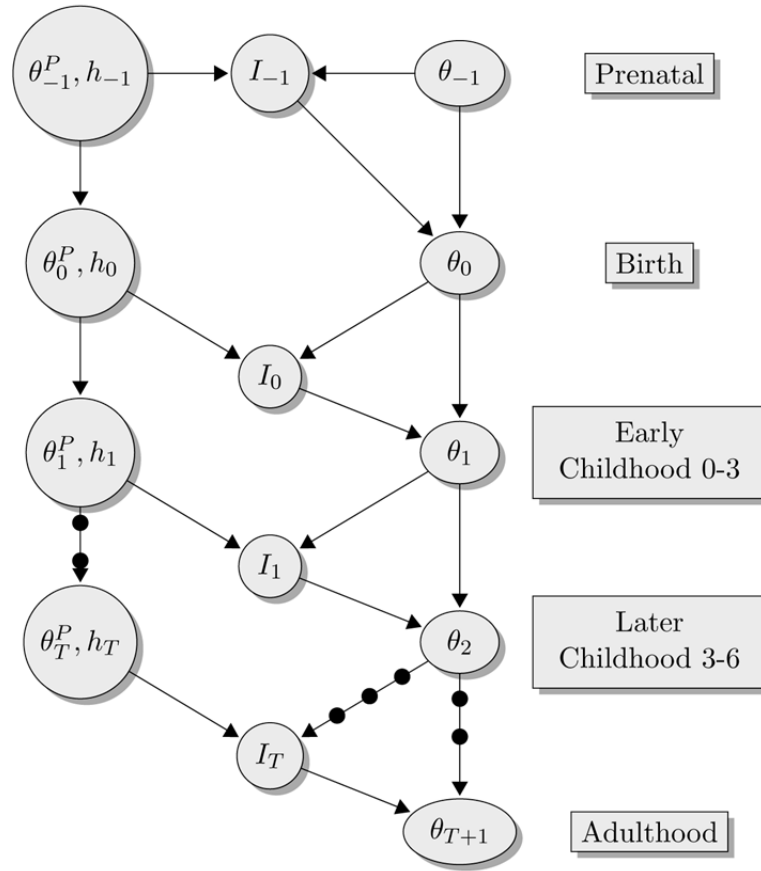 θ^P_{-1}, h_{-1}
I_{-1}
θ_{-1}
Prenatal
θ^P_0, h_0
θ_0
Birth
I_0
θ^P_1, h_1
θ_1
Early
Childhood 0-3
I_1
θ^P_T, h_T
θ_2
Later
Childhood 3-6
I_T
θ_{T+1}
Adulthood